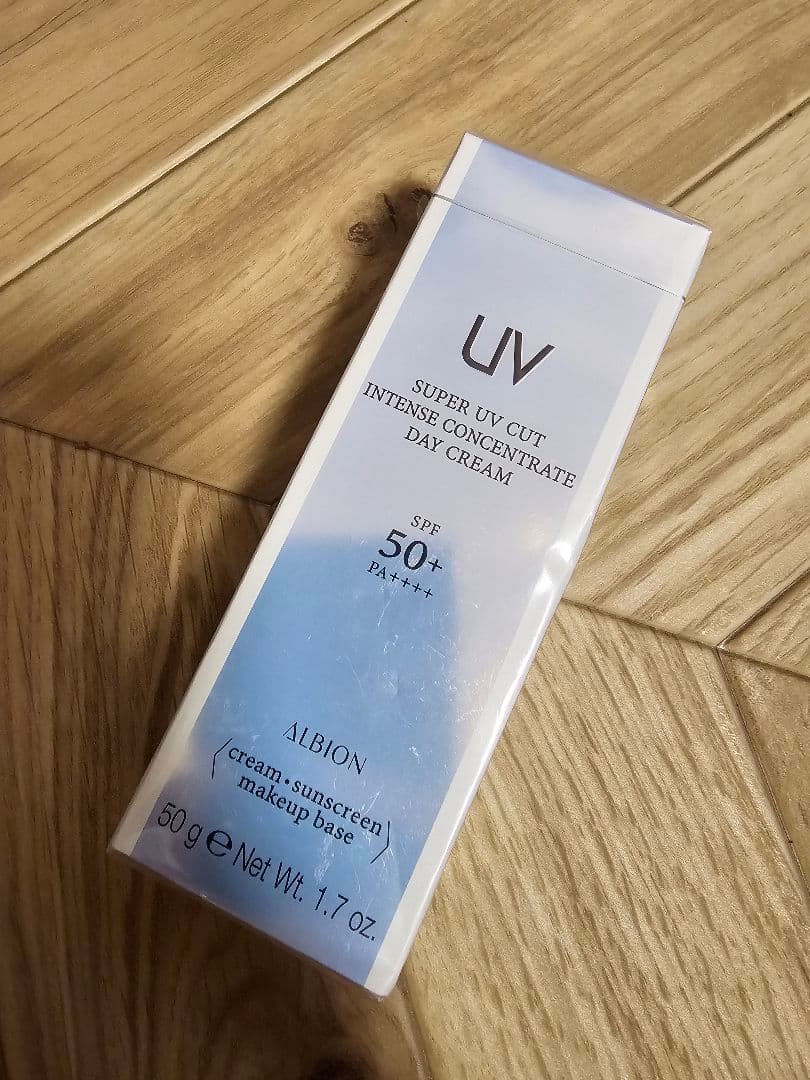 UV
SUPER UV CUT
INTENSE CONCENTRATE
DAY CREAM
SPF
50+
PA++++
ALBION
〈cream・sunscreen
makeup base〉
50 g ℮ Net Wt. 1.7 oz.